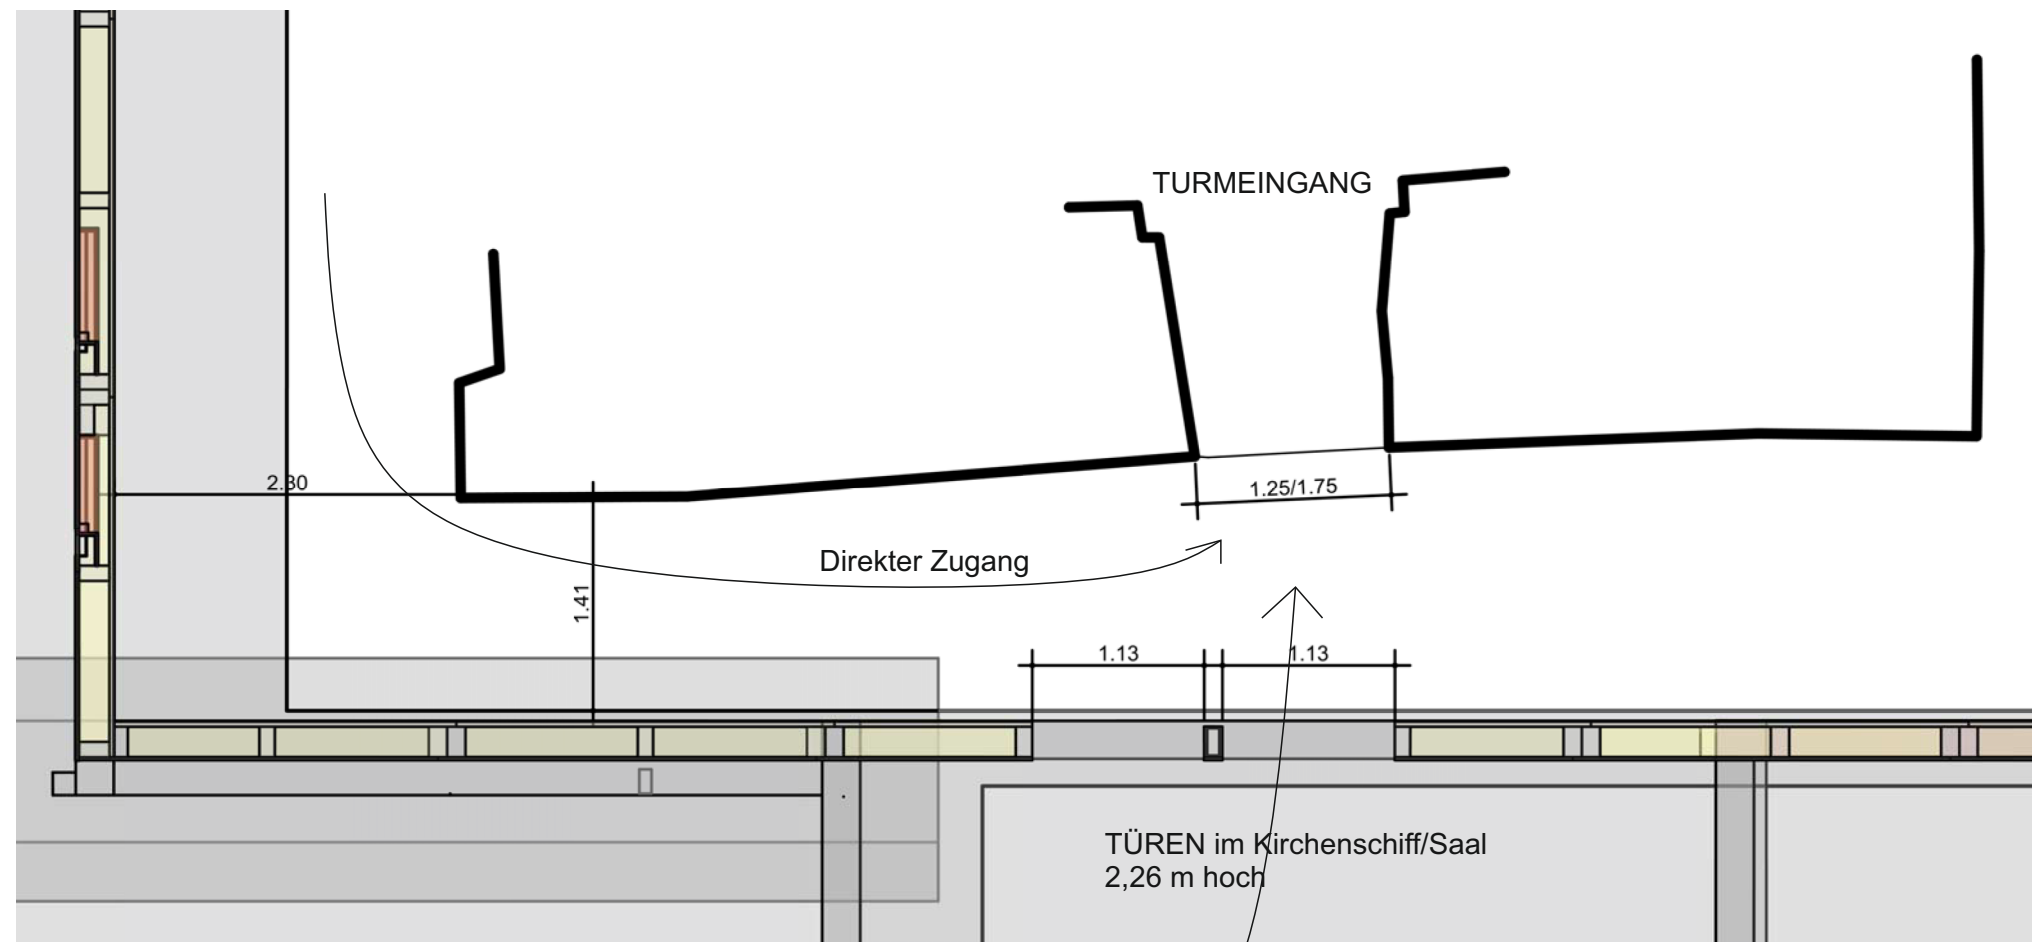 TURMEINGANG
2.30
1.25/1.75
Direkter Zugang
1.41
1.13
1.13
TÜREN im Kirchenschiff/Saal
2,26 m hoch